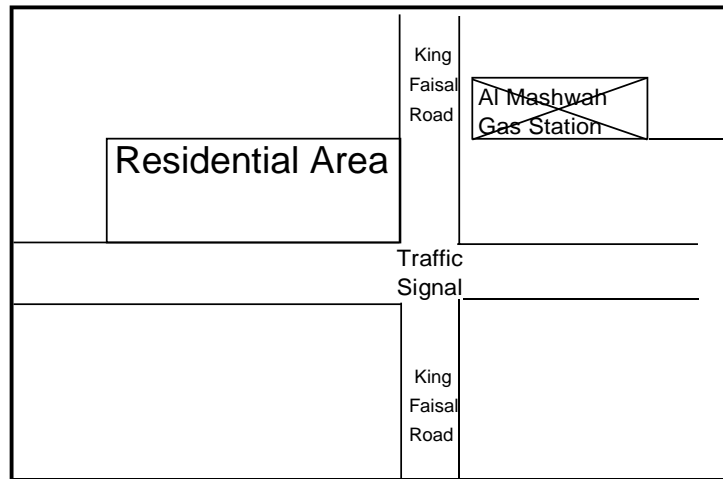 King
Faisal
Road
Al Mashwah
Gas Station
Residential Area
Traffic
Signal
King
Faisal
Road